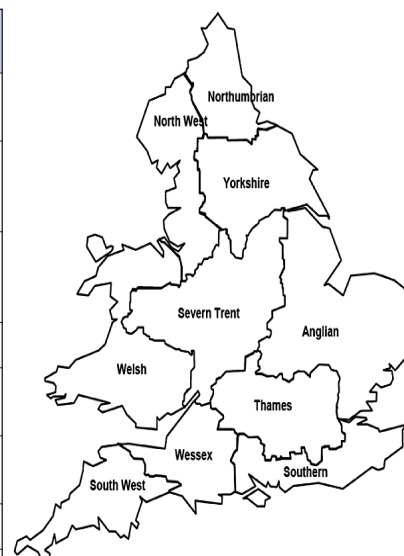 Northumbrian
North West
Yorkshire
Severn Trent
Anglian
Welsh
Thames
Wessex
Southern
South West